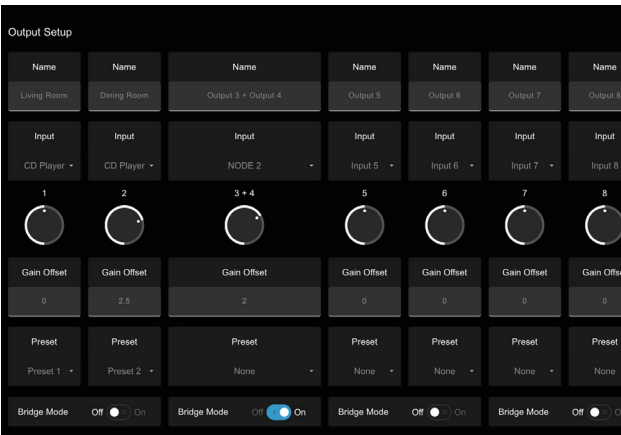 Output Setup
Name Name Name Name Name Name Name
Living Room Dining Room Output 3 + Output 4 Output 5 Output 6 Output 7 Output 8
Input Input Input Input Input Input Input
CD Player CD Player NODE 2 Input 5 Input 6 Input 7 Input 8
1 2 3 + 4 5 6 7 8
Gain Offset Gain Offset Gain Offset Gain Offset Gain Offset Gain Offset Gain Offs
0 2.5 2 0 0 0 0
Preset Preset Preset Preset Preset Preset Preset
Preset 1 Preset 2 None None None None None
Bridge Mode Off On Bridge Mode Off On Bridge Mode Off On Bridge Mode Off O